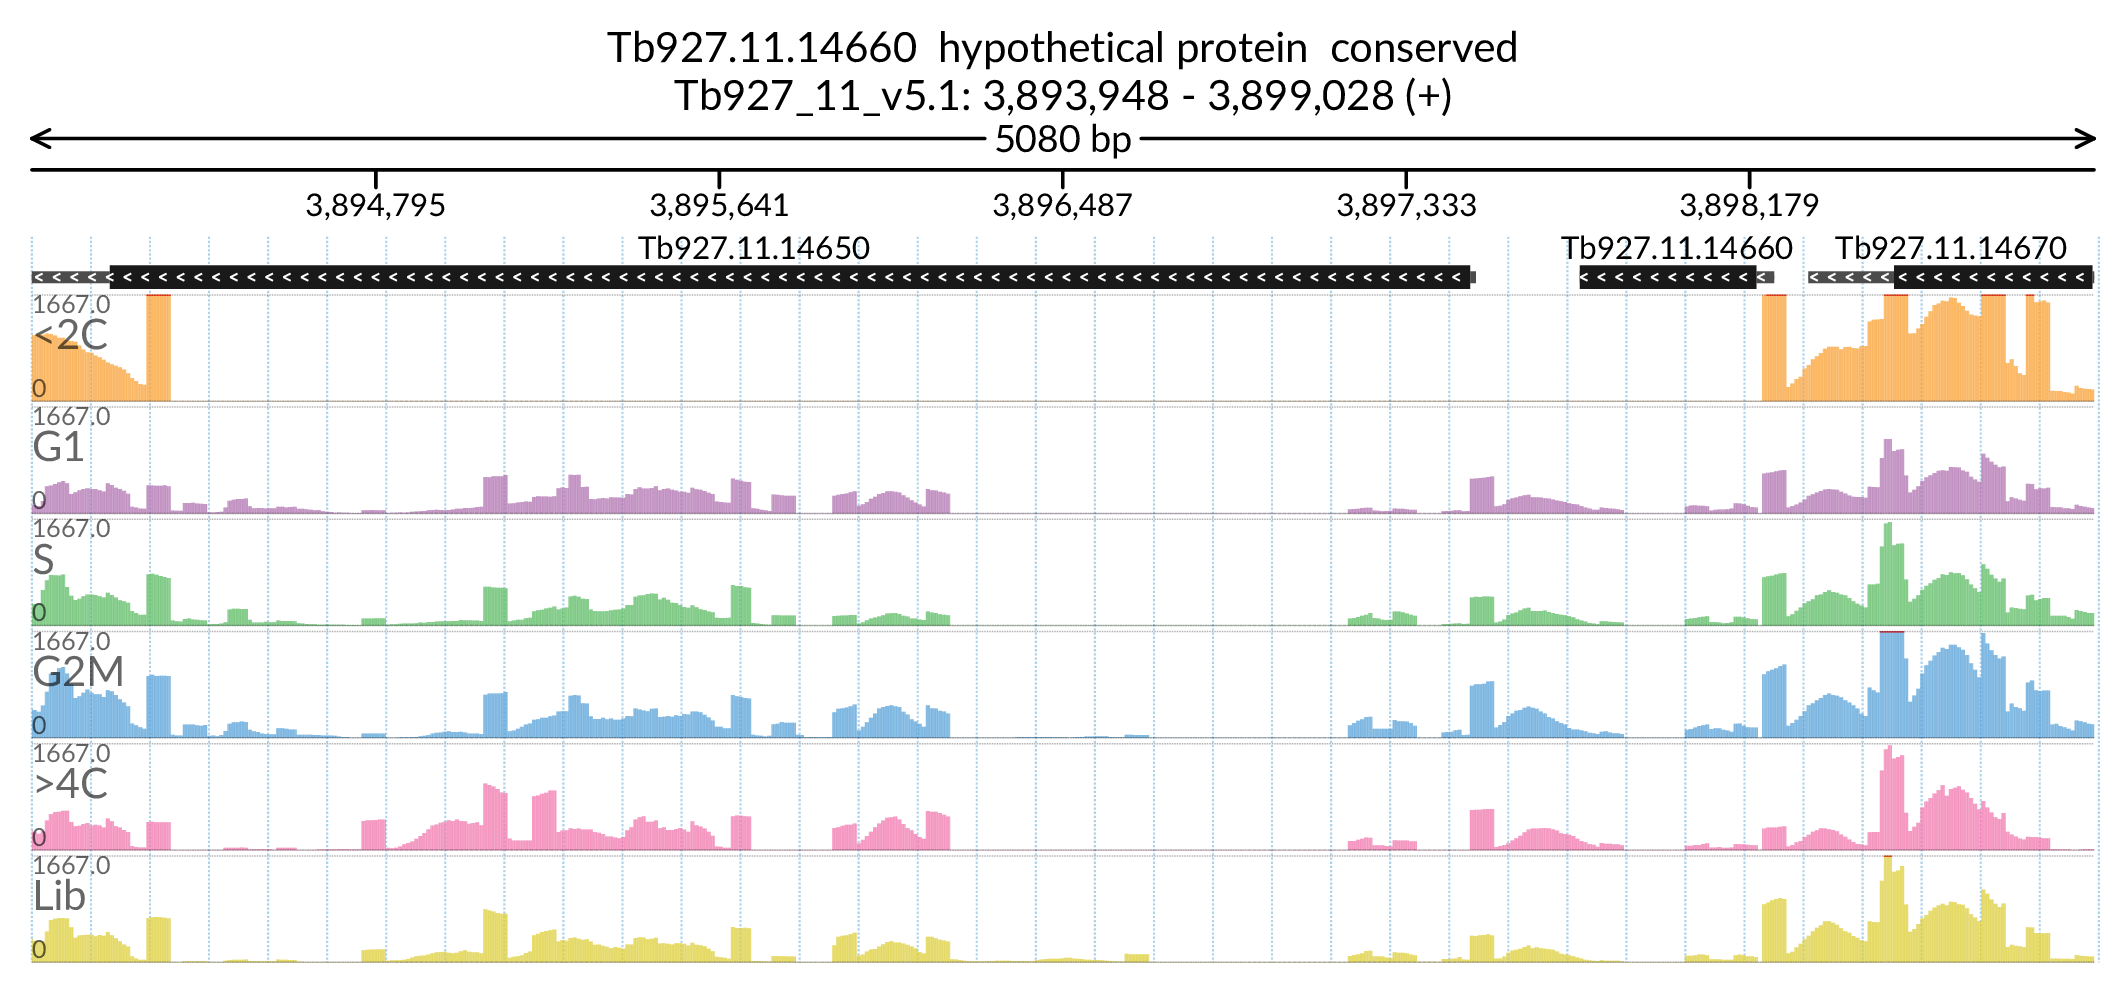 Tb927.11.14660  hypothetical protein  conserved
Tb927_11_v5.1: 3,893,948 - 3,899,028 (+)
5080 bp
3,894,795 3,895,641 3,896,487 3,897,333 3,898,179
Tb927.11.14650 Tb927.11.14660 Tb927.11.14670
1667.0
<2C
0
1667.0
G1
0
1667.0
S
0
1667.0
G2M
0
1667.0
>4C
0
1667.0
Lib
0